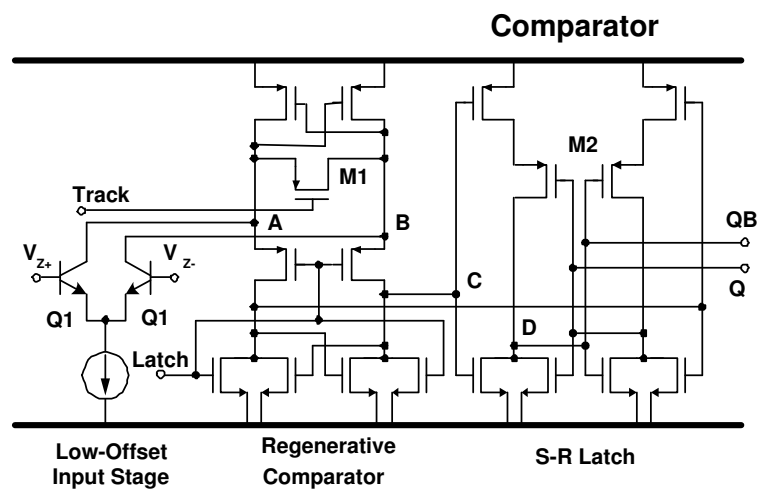 Comparator
M1
M2
Track
A
B
QB
V Z+
V Z-
Q
C
Q1
Q1
D
Latch
Low-Offset
Input Stage
Regenerative
Comparator
S-R Latch